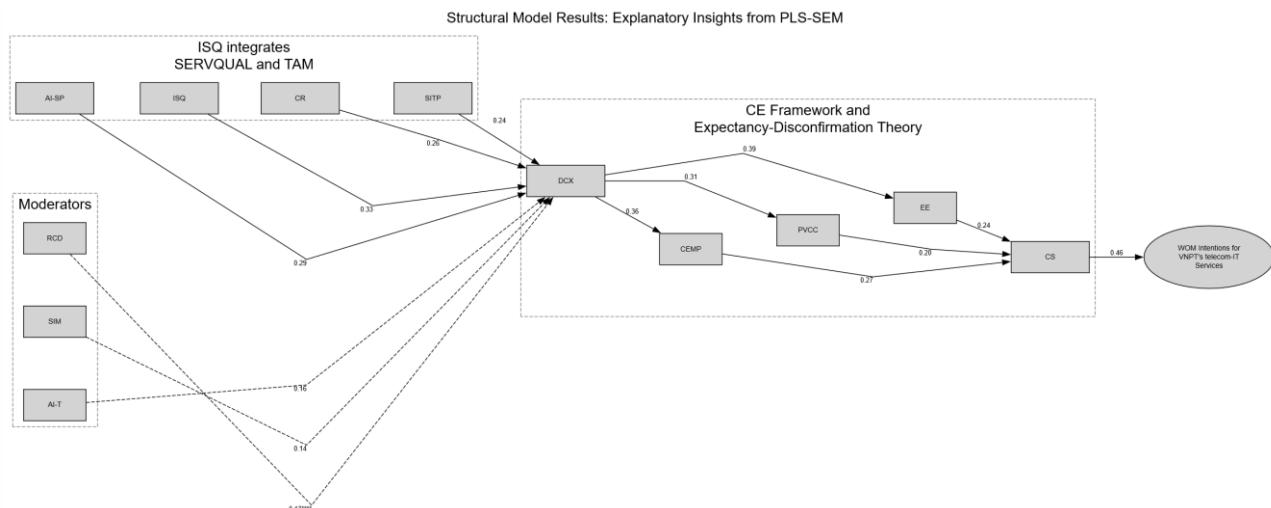 Structural Model Results: Explanatory Insights from PLS-SEM
ISQ integrates
SERVQUAL and TAM
AI-SP
ISQ
CR
SITP
0.24
0.26
0.33
0.29
CE Framework and
Expectancy-Disconfirmation Theory
DCX
0.39
0.31
0.36
EE
PVCC
CEMP
0.24
0.20
0.27
CS
0.46
WOM Intentions for
VNPT's telecom-IT
Services
Moderators
RCD
SIM
AI-T
0.16
0.14